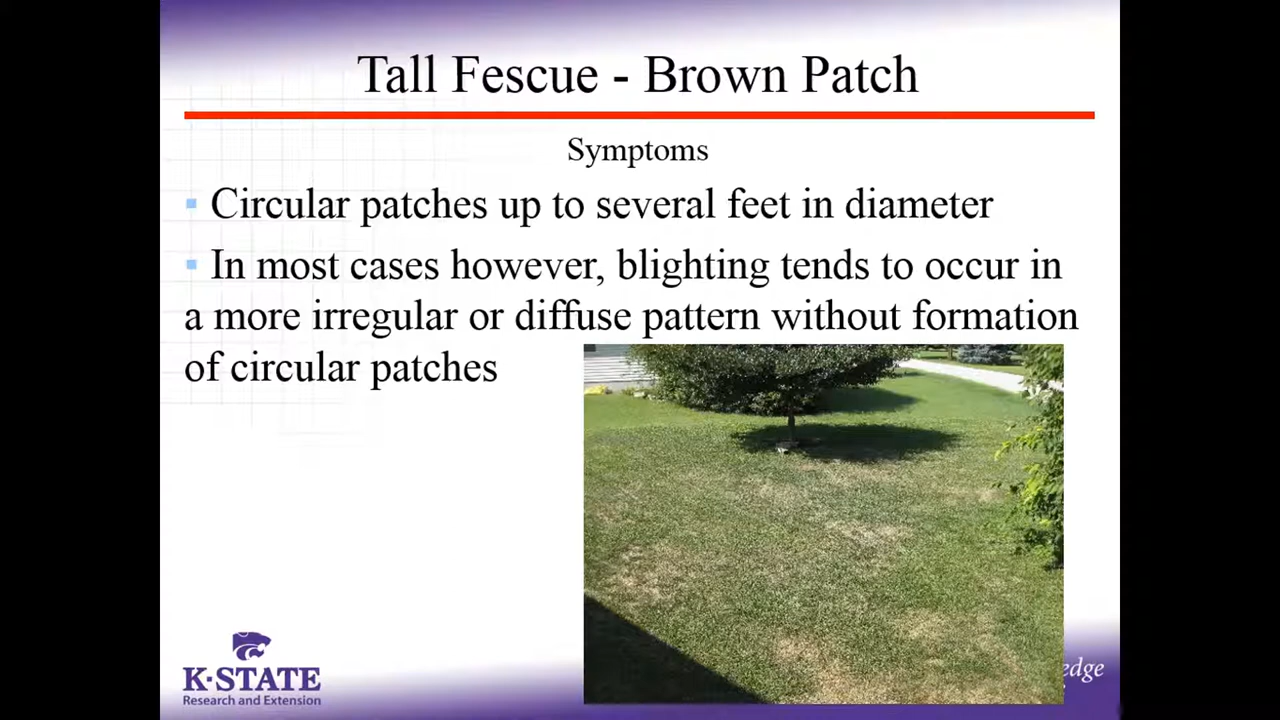 Tall Fescue - Brown Patch
Symptoms
▪ Circular patches up to several feet in diameter
▪ In most cases however, blighting tends to occur in
a more irregular or diffuse pattern without formation
of circular patches
K-STATE
Research and Extension
edge